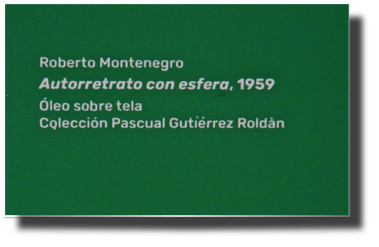 Roberto Montenegro
Autorretrato con esfera, 1959
Óleo sobre tela
Colección Pascual Gutiérrez Roldàn